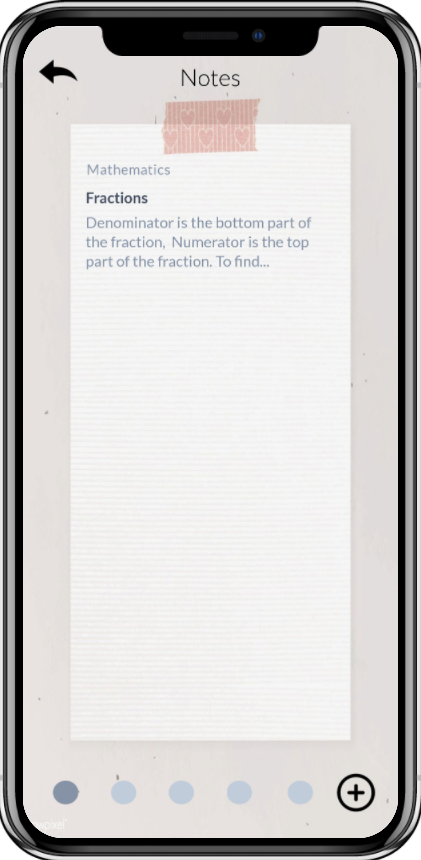 Notes
Mathematics
Fractions
Denominator is the bottom part of
the fraction, Numerator is the top
part of the fraction. To find...